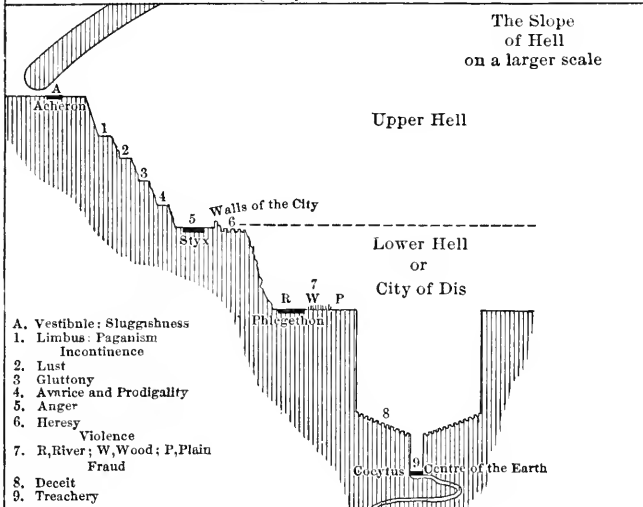 The Slope
of Hell
on a larger scale
A
Acheron
Upper Hell
1
2
3
4
5
Styx
Walls of the City
6
Lower Hell
or
City of Dis
7
R W P
Phlegethon
A. Vestibule: Sluggishness
1. Limbus: Paganism
Incontinence
2. Lust
3 Gluttony
4, Avarice and Prodigality
5. Anger
6. Heresy
Violence
7. R,River; W,Wood; P,Plain
Fraud
8. Deceit
9. Treachery
8
9
Cocytus Centre of the Earth